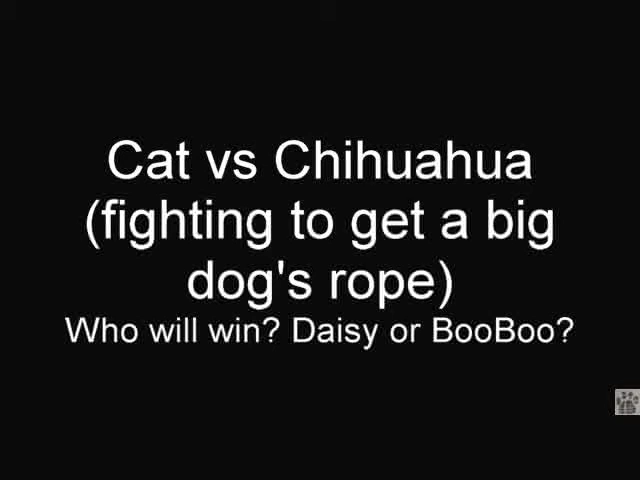 Cat vs Chihuahua
(fighting to get a big
dog's rope)
Who will win? Daisy or BooBoo?